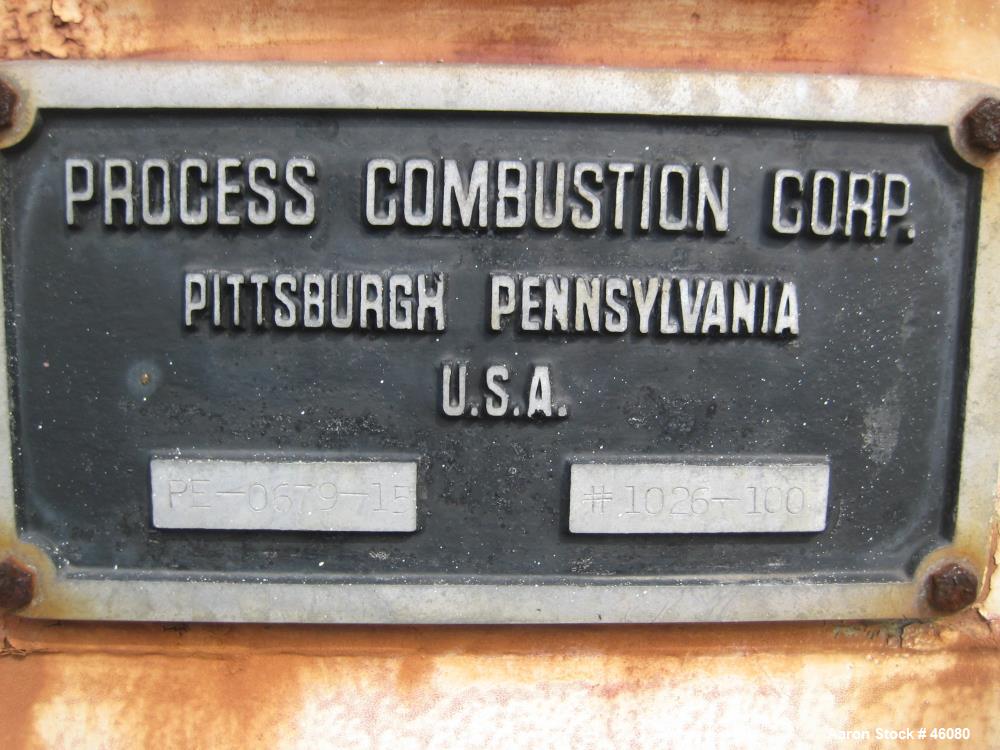 PROCESS COMBUSTION CORP.
PITTSBURGH PENNSYLVANIA
U.S.A.
PE-0679-15 #1026-100
Aaron Stock # 46080